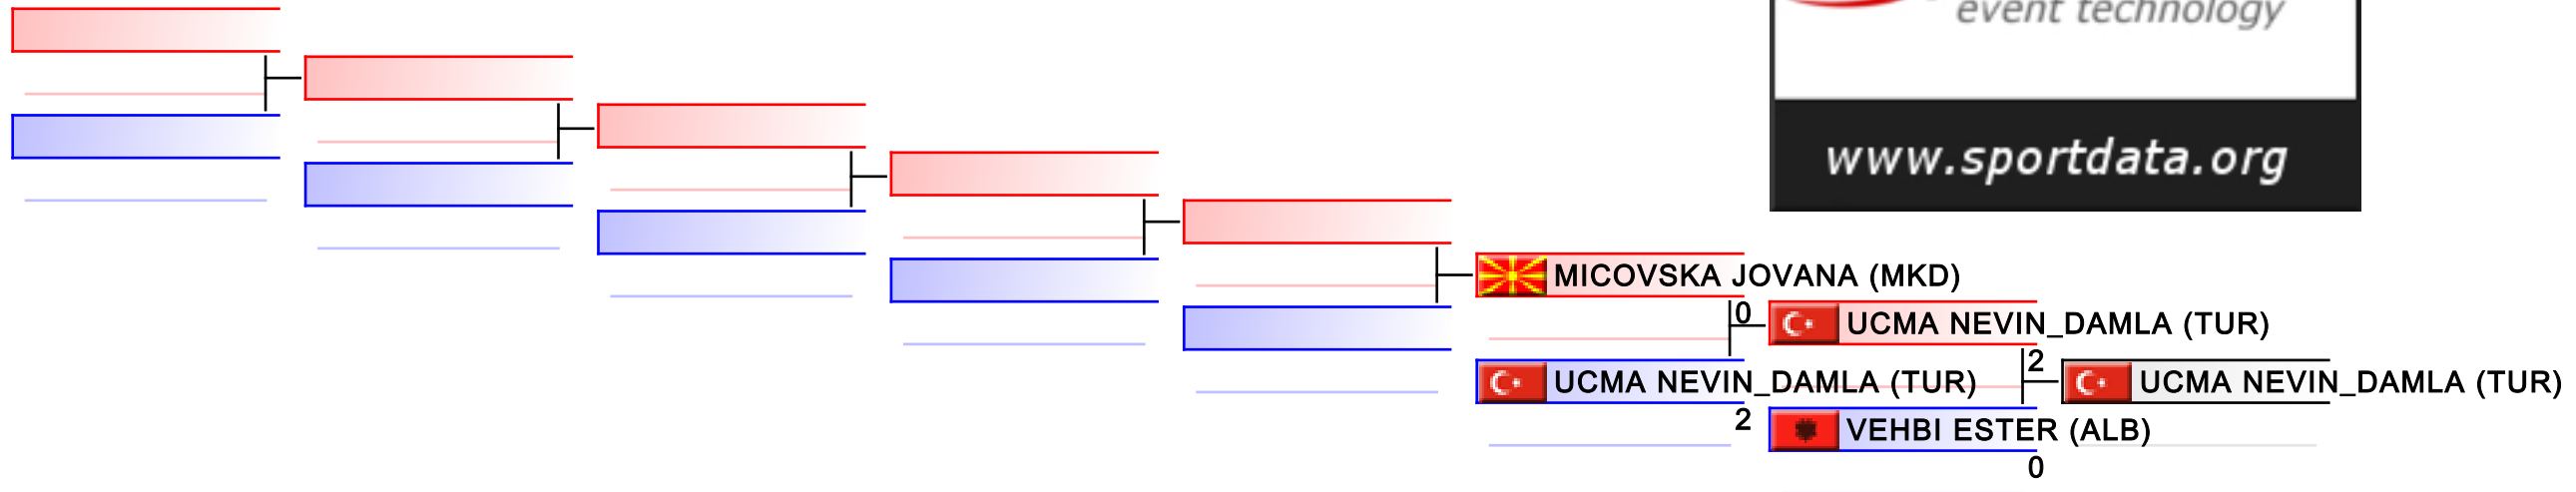 event technology
www.sportdata.org
MICOVSKA JOVANA (MKD)
0
UCMA NEVIN_DAMLA (TUR)
2
UCMA NEVIN_DAMLA (TUR)
UCMA NEVIN_DAMLA (TUR)
2
VEHBI ESTER (ALB)
0